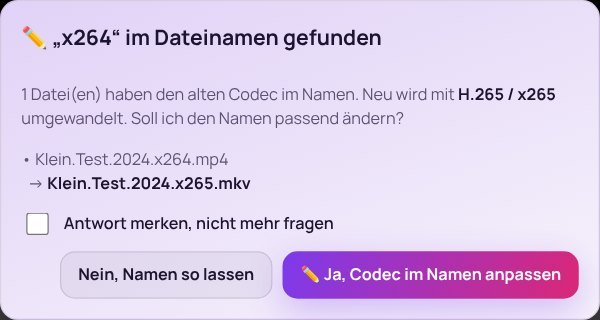 ✏️ „x264“ im Dateinamen gefunden
1 Datei(en) haben den alten Codec im Namen. Neu wird mit H.265 / x265
umgewandelt. Soll ich den Namen passend ändern?
• Klein.Test.2024.x264.mp4
→ Klein.Test.2024.x265.mkv
Antwort merken, nicht mehr fragen
Nein, Namen so lassen
✏️ Ja, Codec im Namen anpassen